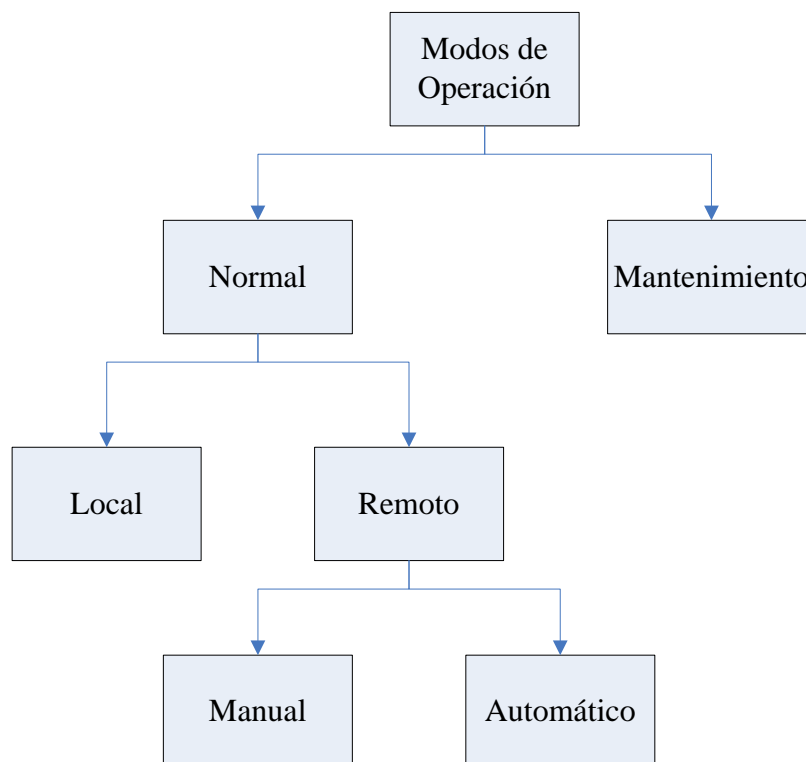 Modos de
Operación
Normal
Mantenimiento
Local
Remoto
Manual
Automático